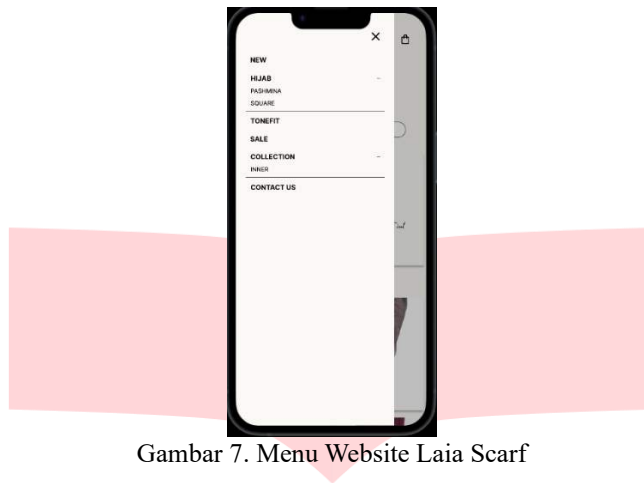 NEW
HIJAB
PASHMINA
SQUARE
TONEFIT
SALE
COLLECTION
INNER
CONTACT US
Gambar 7. Menu Website Laia Scarf